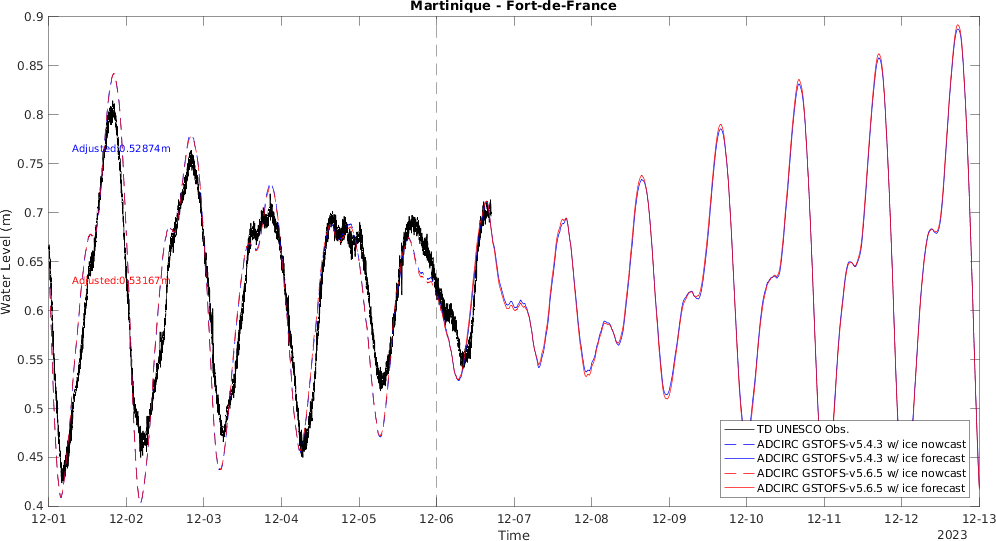 Martinique - Fort-de-France
0.9
0.85
0.8
0.75
0.7
0.65
0.6
0.55
0.5
0.45
0.4
Water Level (m)
Adjusted:0.52874m
Adjusted:0.53167m
TD UNESCO Obs.
ADCIRC GSTOFS-v5.4.3 w/ ice nowcast
ADCIRC GSTOFS-v5.4.3 w/ ice forecast
ADCIRC GSTOFS-v5.6.5 w/ ice nowcast
ADCIRC GSTOFS-v5.6.5 w/ ice forecast
12-01 12-02 12-03 12-04 12-05 12-06 12-07 12-08 12-09 12-10 12-11 12-12 12-13
Time
2023